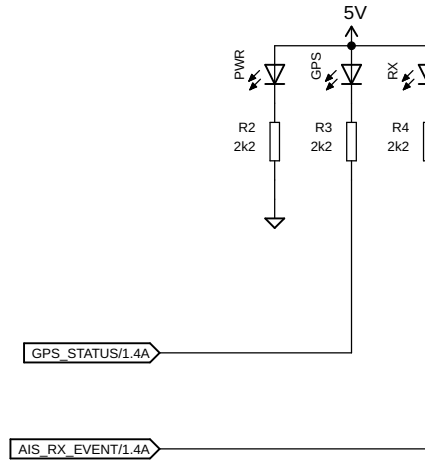 5V
PWR
GPS
RX
R2
2k2
R3
2k2
R4
2k2
GPS_STATUS/1.4A
AIS_RX_EVENT/1.4A